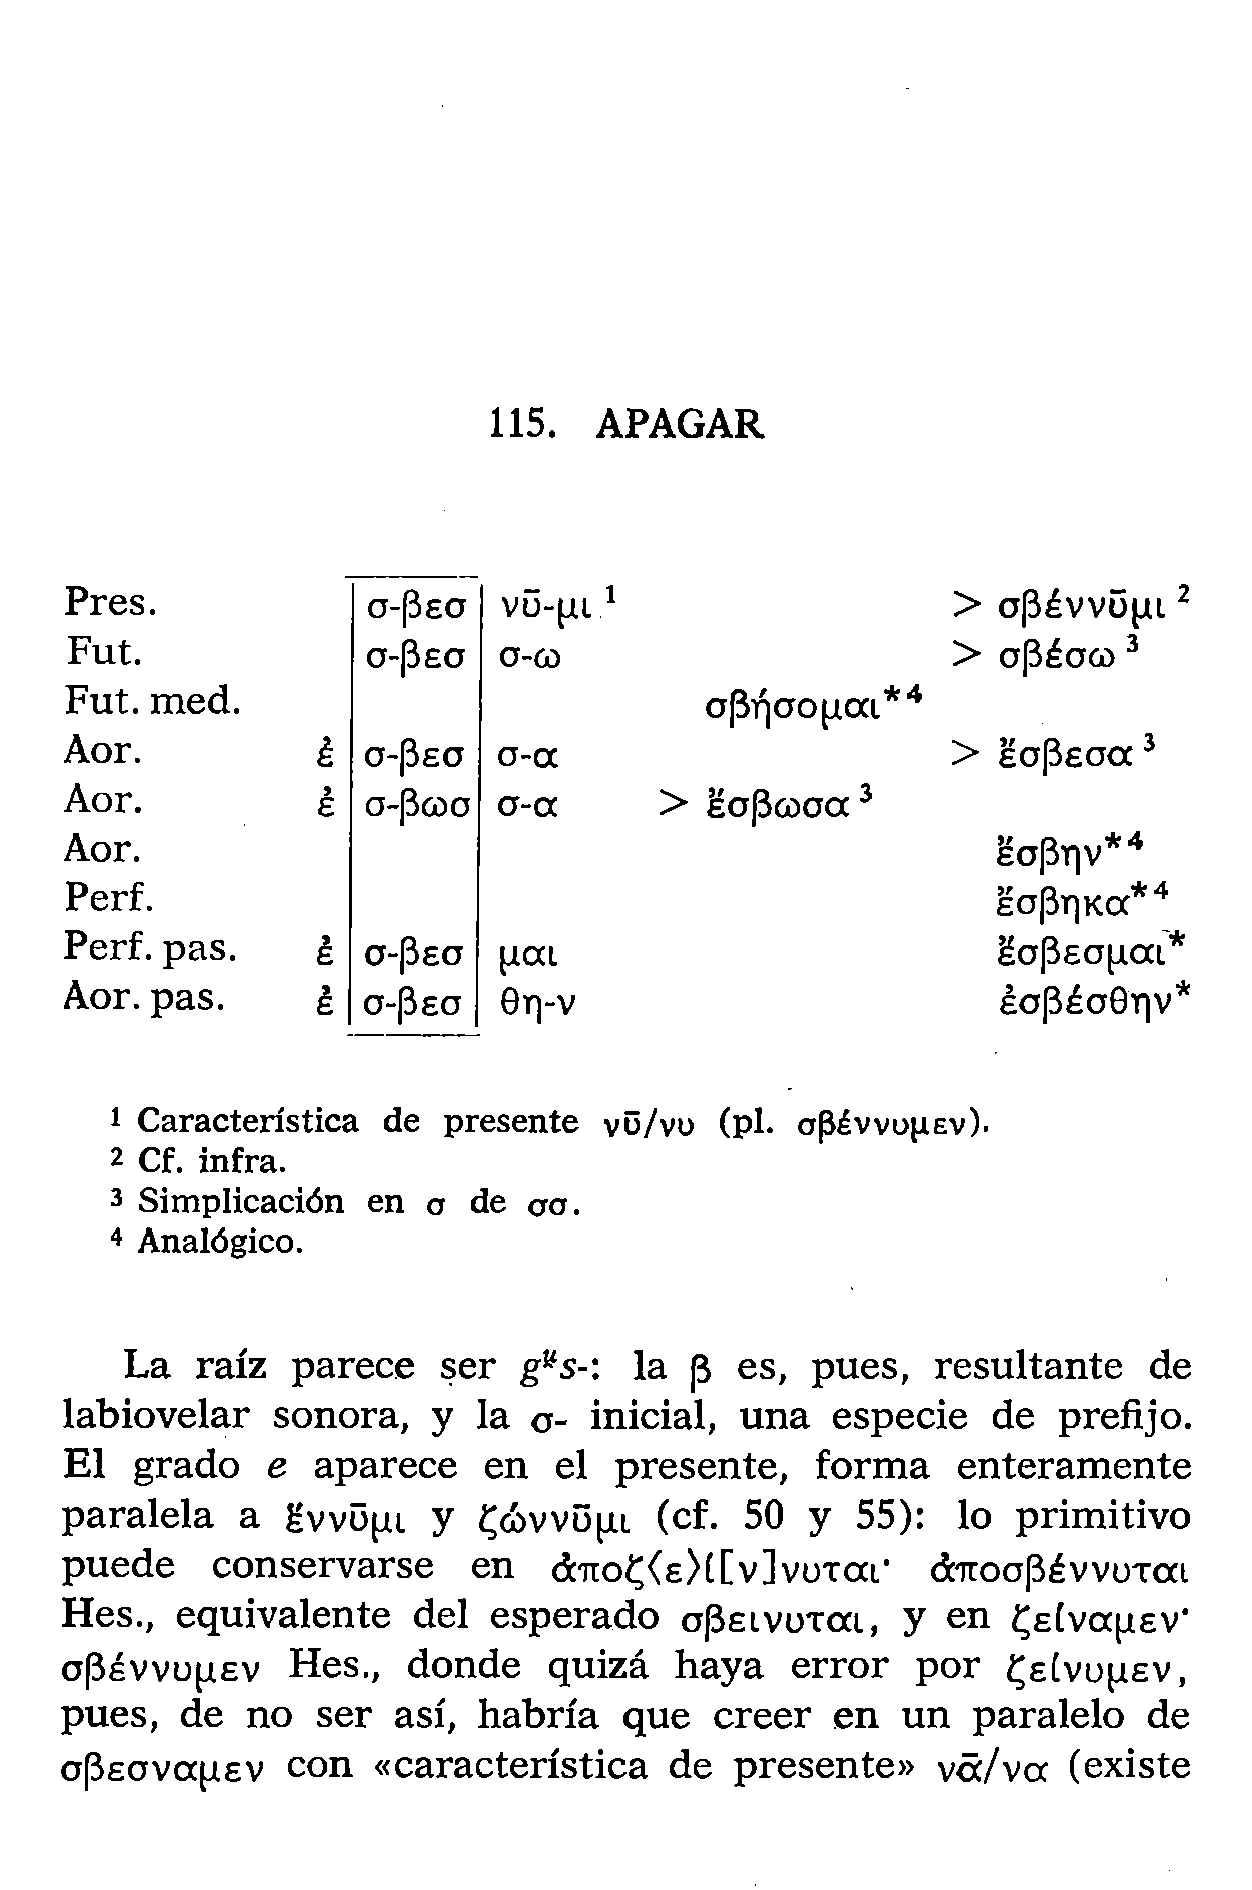 115. APAGAR
Pres. σ-βεσ νῡ-μι ¹ > σβέννῡμι ²
Fut. σ-βεσ σ-ω > σβέσω ³
Fut. med. σβήσομαι* ⁴
Aor. ἐ σ-βεσ σ-α > ἔσβεσα ³
Aor. ἐ σ-βωσ σ-α > ἔσβωσα ³
Aor. ἔσβην* ⁴
Perf. ἔσβηκα* ⁴
Perf. pas. ἐ σ-βεσ μαι ἔσβεσμαι*
Aor. pas. ἐ σ-βεσ θη-ν ἐσβέσθην*
¹ Característica de presente νῡ/νυ (pl. σβέννυμεν).
² Cf. infra.
³ Simplicación en σ de σσ.
⁴ Analógico.
La raíz parece ser gᵘ̯s-: la β es, pues, resultante de
labiovelar sonora, y la σ- inicial, una especie de prefijo.
El grado e aparece en el presente, forma enteramente
paralela a ἕννῡμι y ζώννῡμι (cf. 50 y 55): lo primitivo
puede conservarse en ἀποζ⟨ε⟩ί[ν]νυται· ἀποσβέννυται
Hes., equivalente del esperado σβεινυται, y en ζείναμεν·
σβέννυμεν Hes., donde quizá haya error por ζείνυμεν,
pues, de no ser así, habría que creer en un paralelo de
σβεσναμεν con «característica de presente» νᾱ/να (existe